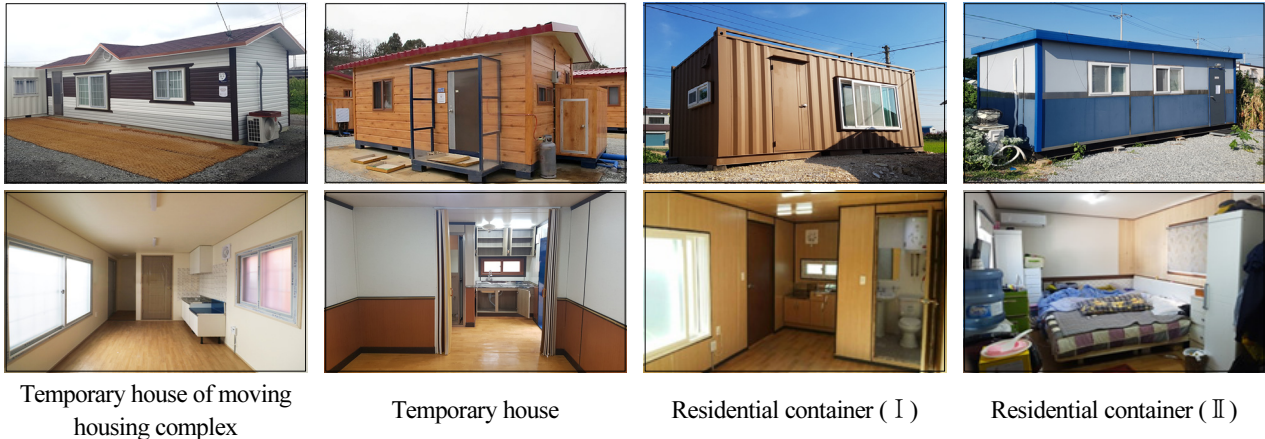 Temporary house of moving
housing complex
Temporary house
Residential container (Ⅰ)
Residential container (Ⅱ)